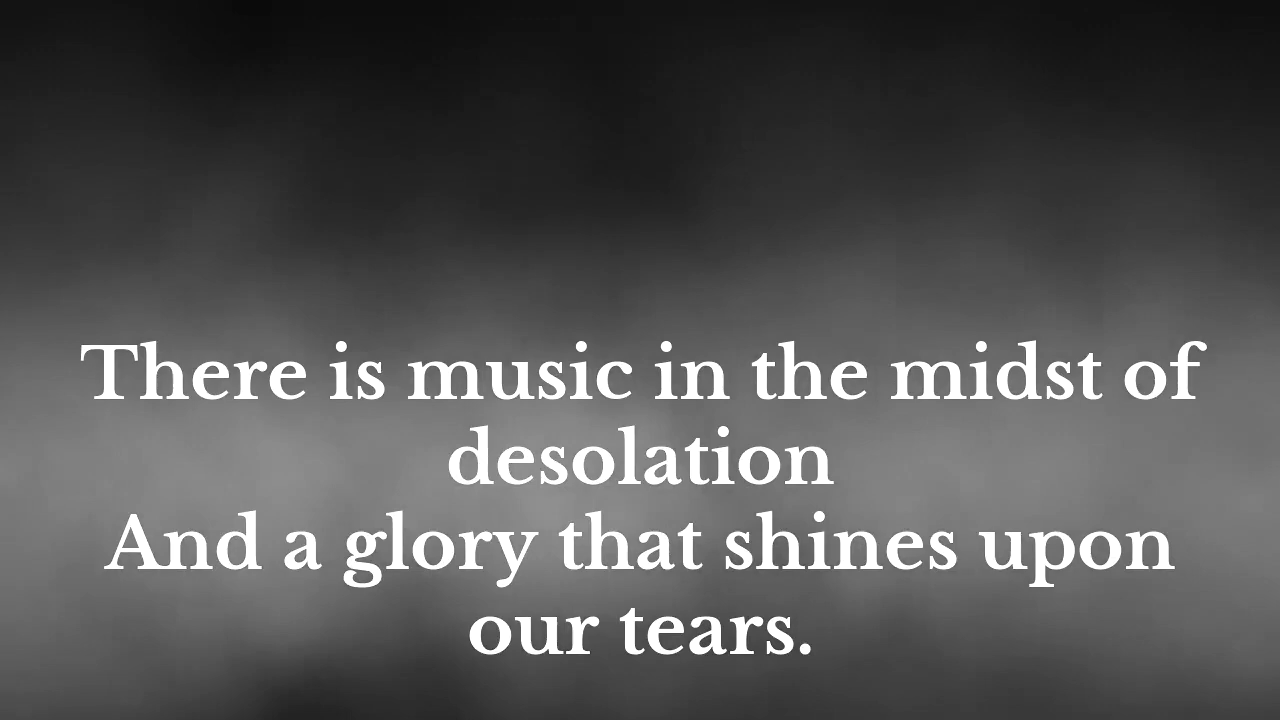 There is music in the midst of
desolation
And a glory that shines upon
our tears.